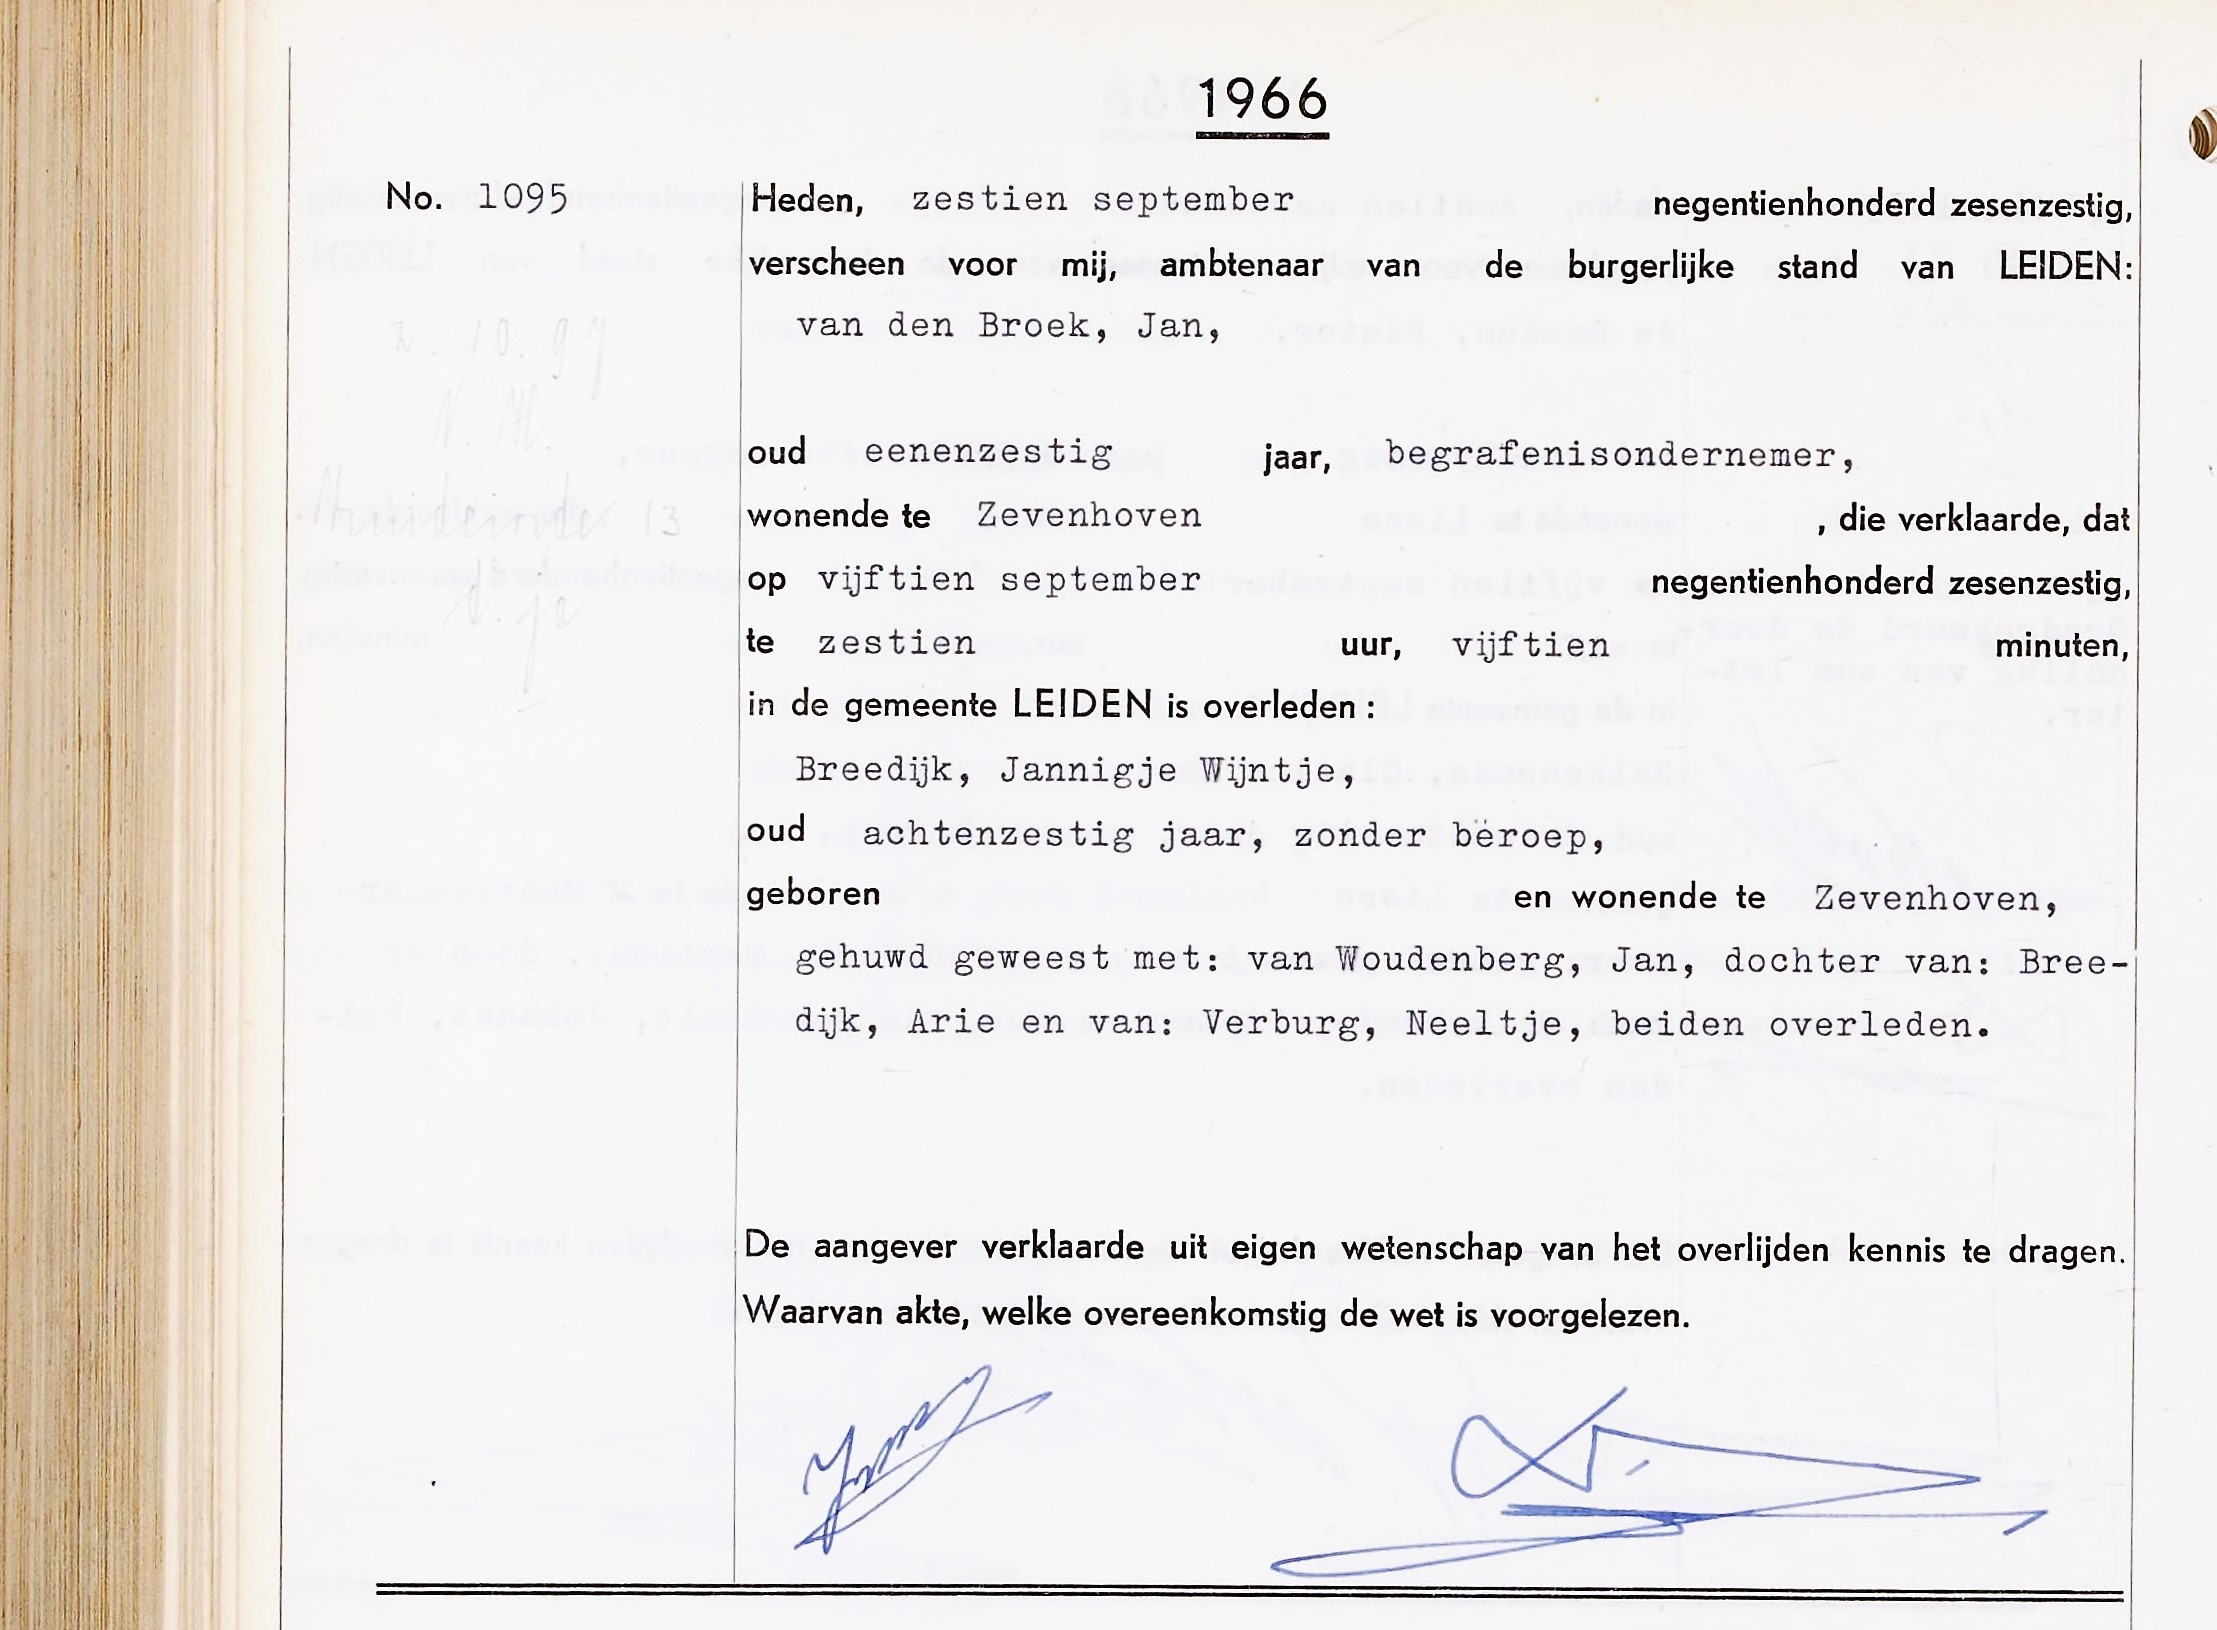 1966
No. 1095
Heden, zestien september negentienhonderd zesenzestig,
verscheen voor mij, ambtenaar van de burgerlijke stand van LEIDEN:
van den Broek, Jan,
2.10.97
N.H.
13
oud eenenzestig jaar, begrafenisondernemer,
wonende te Zevenhoven , die verklaarde, dat
op vijftien september negentienhonderd zesenzestig,
te zestien uur, vijftien minuten,
in de gemeente LEIDEN is overleden :
Breedijk, Jannigje Wijntje,
oud achtenzestig jaar, zonder beroep,
geboren en wonende te Zevenhoven,
gehuwd geweest met: van Woudenberg, Jan, dochter van: Bree-
dijk, Arie en van: Verburg, Neeltje, beiden overleden.
De aangever verklaarde uit eigen wetenschap van het overlijden kennis te dragen.
Waarvan akte, welke overeenkomstig de wet is voorgelezen.